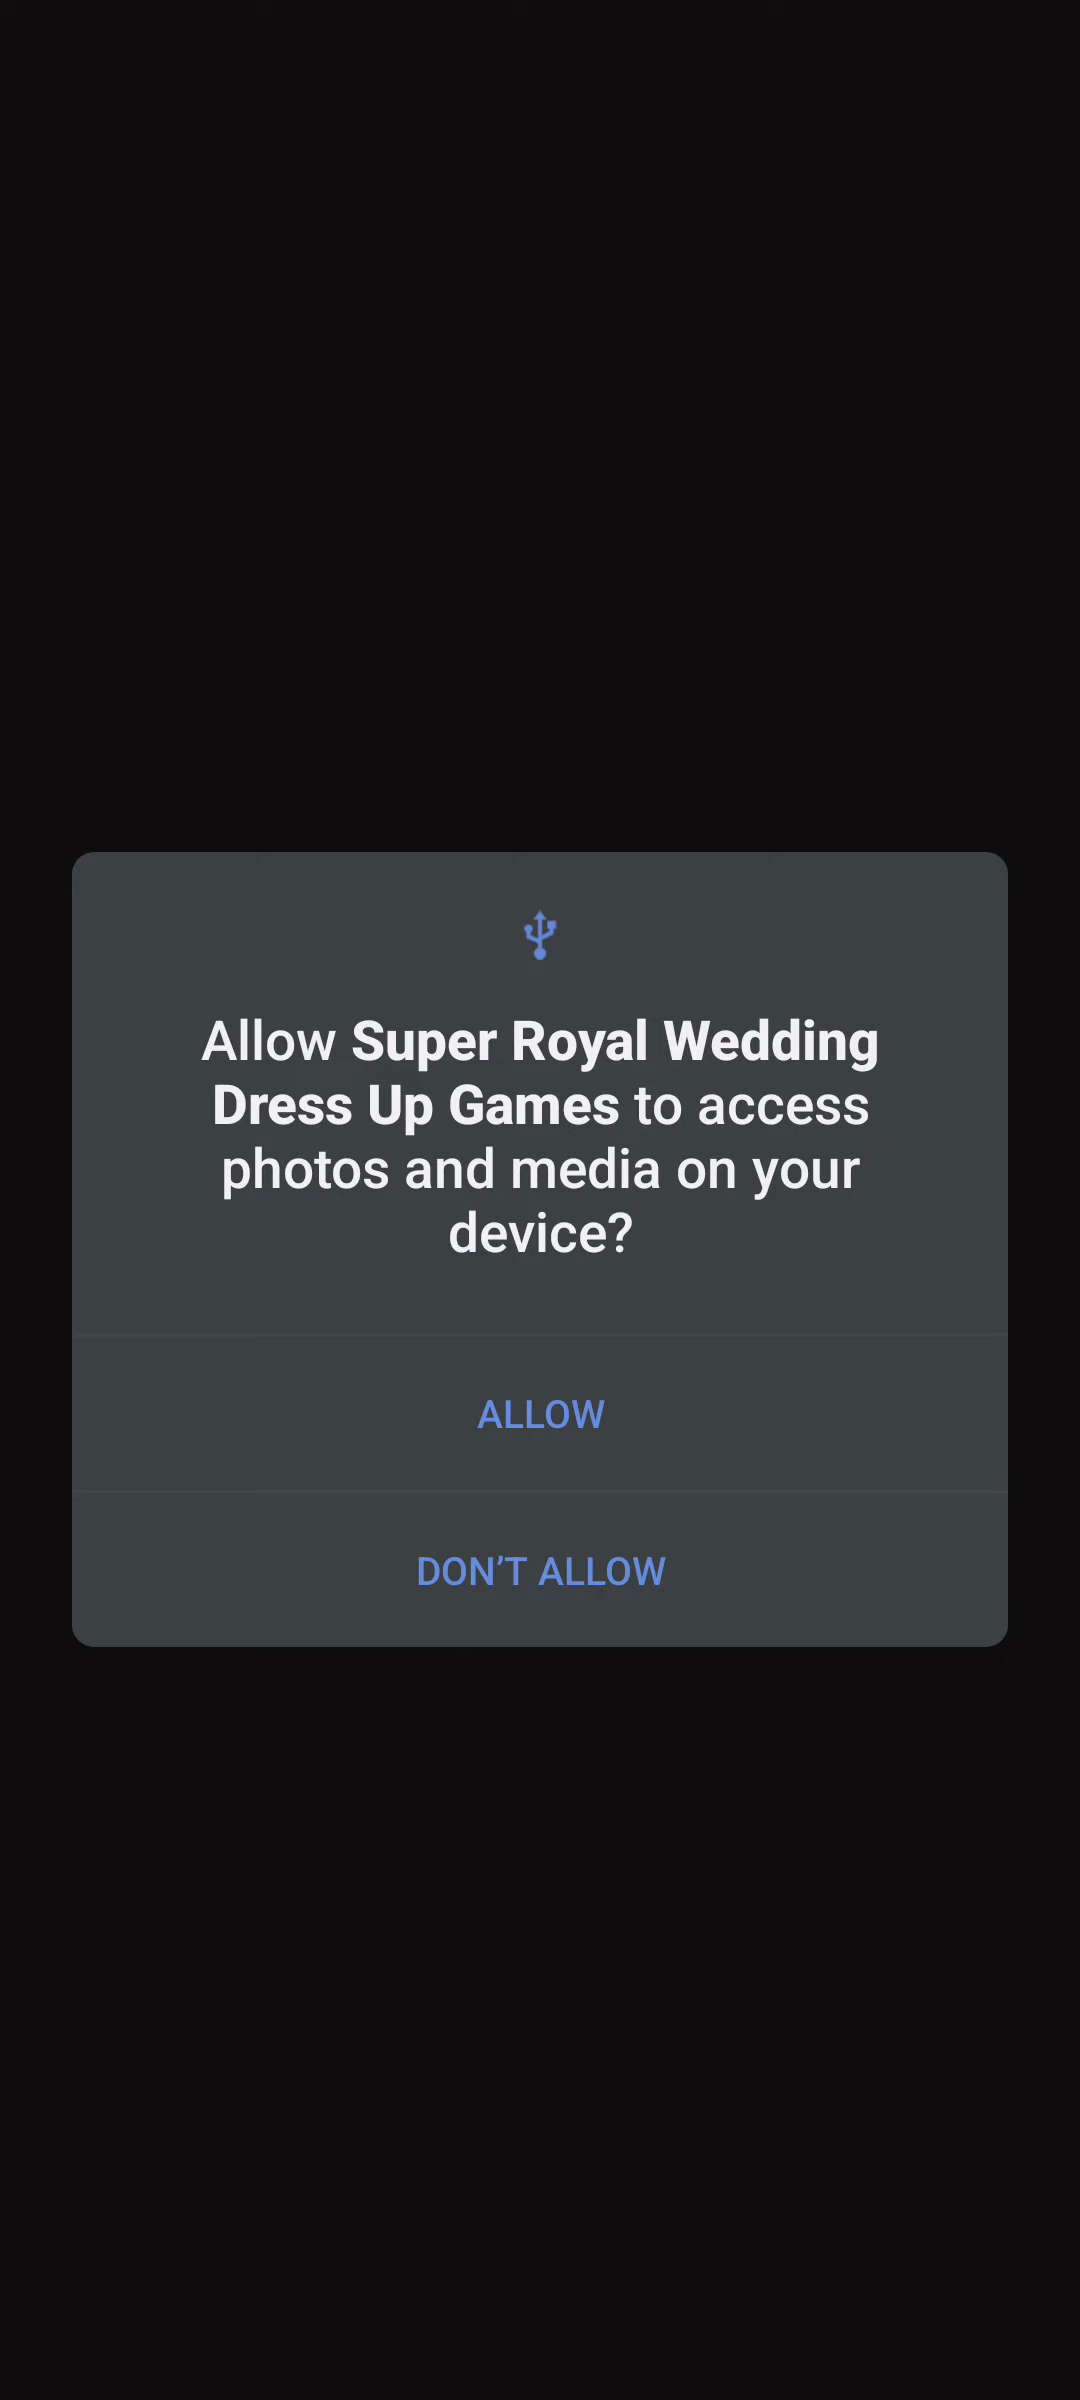 Allow Super Royal Wedding
Dress Up Games to access
photos and media on your
device?
ALLOW
DON’T ALLOW